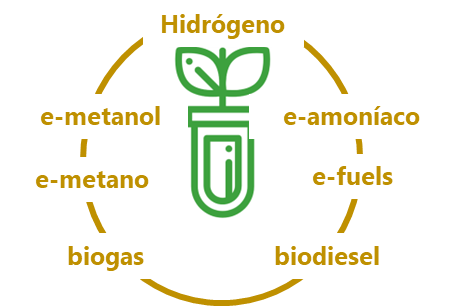 Hidrógeno
e-metanol
e-amoníaco
e-metano
e-fuels
biogas
biodiesel